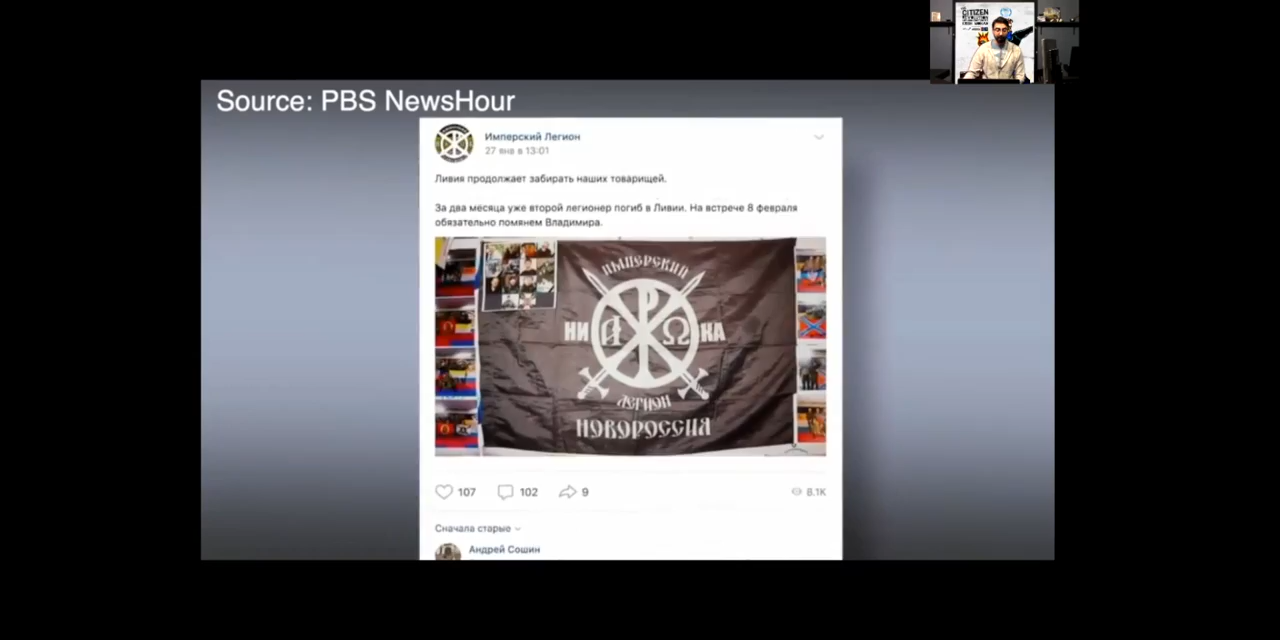 CITIZEN
REVOLUTION
Source: PBS NewsHour
Имперский Легион
27 янв в 13:01
Ливия продолжает забирать наших товарищей.
За два месяца уже второй легионер погиб в Ливии. На встрече 8 февраля
обязательно помянем Владимира.
ИМПЕРСКИЙ
НИ А Ω КА
ЛЕГИОН
НОВОРОССИЯ
107 102 9 8.1K
Сначала старые
Андрей Сошин